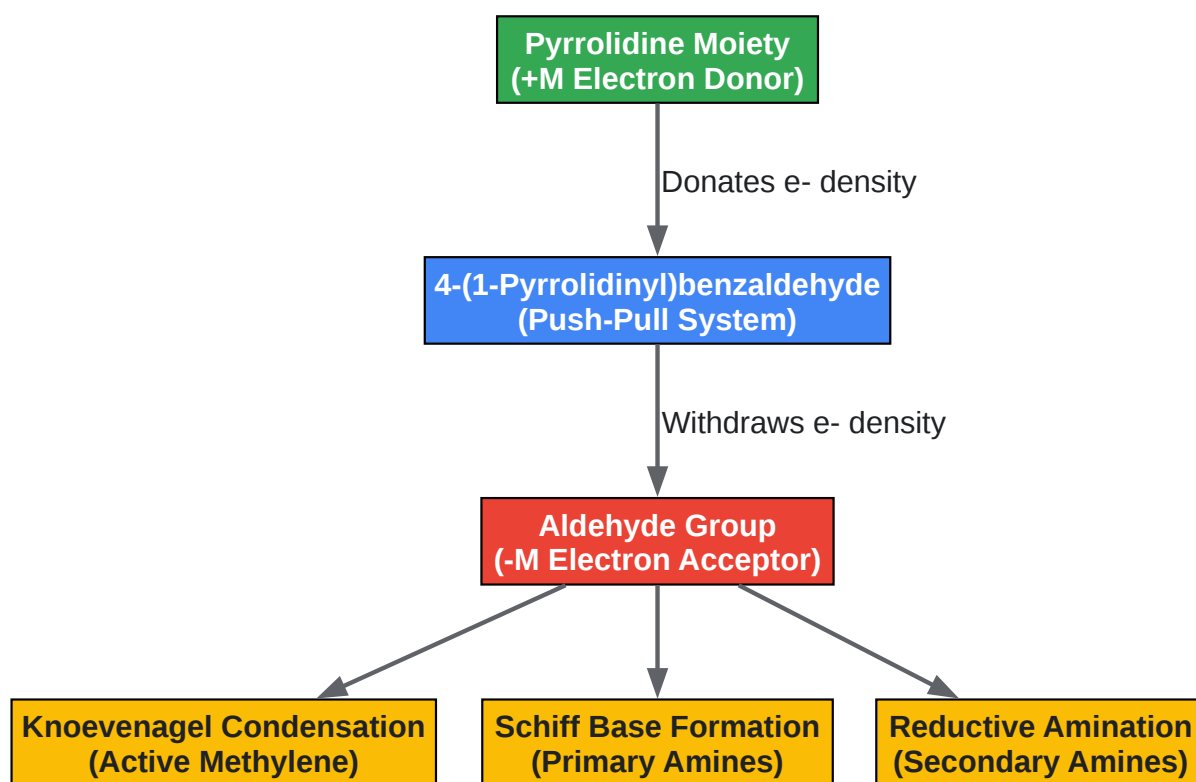 Pyrrolidine Moiety
(+M Electron Donor)
Donates e- density
4-(1-Pyrrolidinyl)benzaldehyde
(Push-Pull System)
Withdraws e- density
Aldehyde Group
(-M Electron Acceptor)
Knoevenagel Condensation
(Active Methylene)
Schiff Base Formation
(Primary Amines)
Reductive Amination
(Secondary Amines)